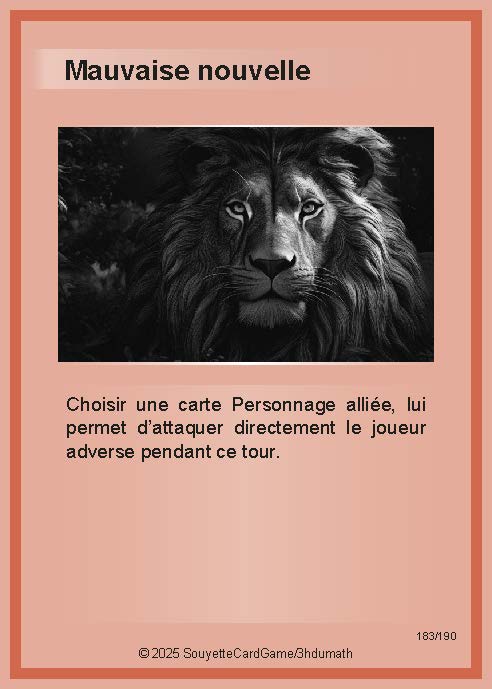 Mauvaise nouvelle
Choisir une carte Personnage alliée, lui
permet d’attaquer directement le joueur
adverse pendant ce tour.
183/190
© 2025 SouyetteCardGame/3hdumath